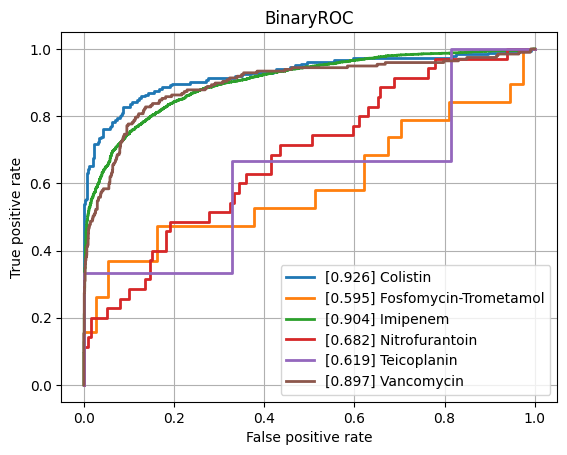 BinaryROC
1.0
0.8
0.6
0.4
0.2
0.0
True positive rate
[0.926] Colistin
[0.595] Fosfomycin-Trometamol
[0.904] Imipenem
[0.682] Nitrofurantoin
[0.619] Teicoplanin
[0.897] Vancomycin
0.0 0.2 0.4 0.6 0.8 1.0
False positive rate